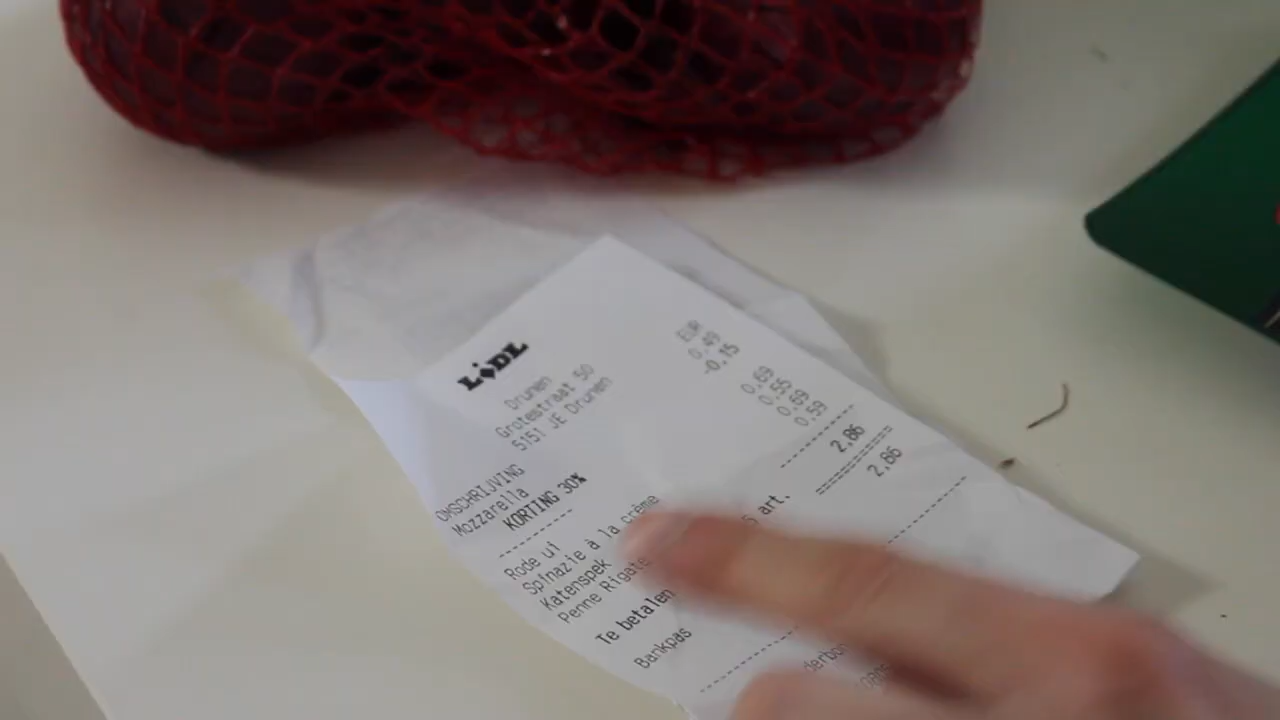 LIDL
Drunen
Grotestraat 50
5151 JE Drunen
OMSCHRIJVING EUR
Mozzarella 0,49
KORTING 30% -0,15
Rode ui 0,69
Spinazie à la crème 0,55
Katenspek 0,69
Penne Rigate 0,59
Te betalen 5 art. 2,86
Bankpas 2,86